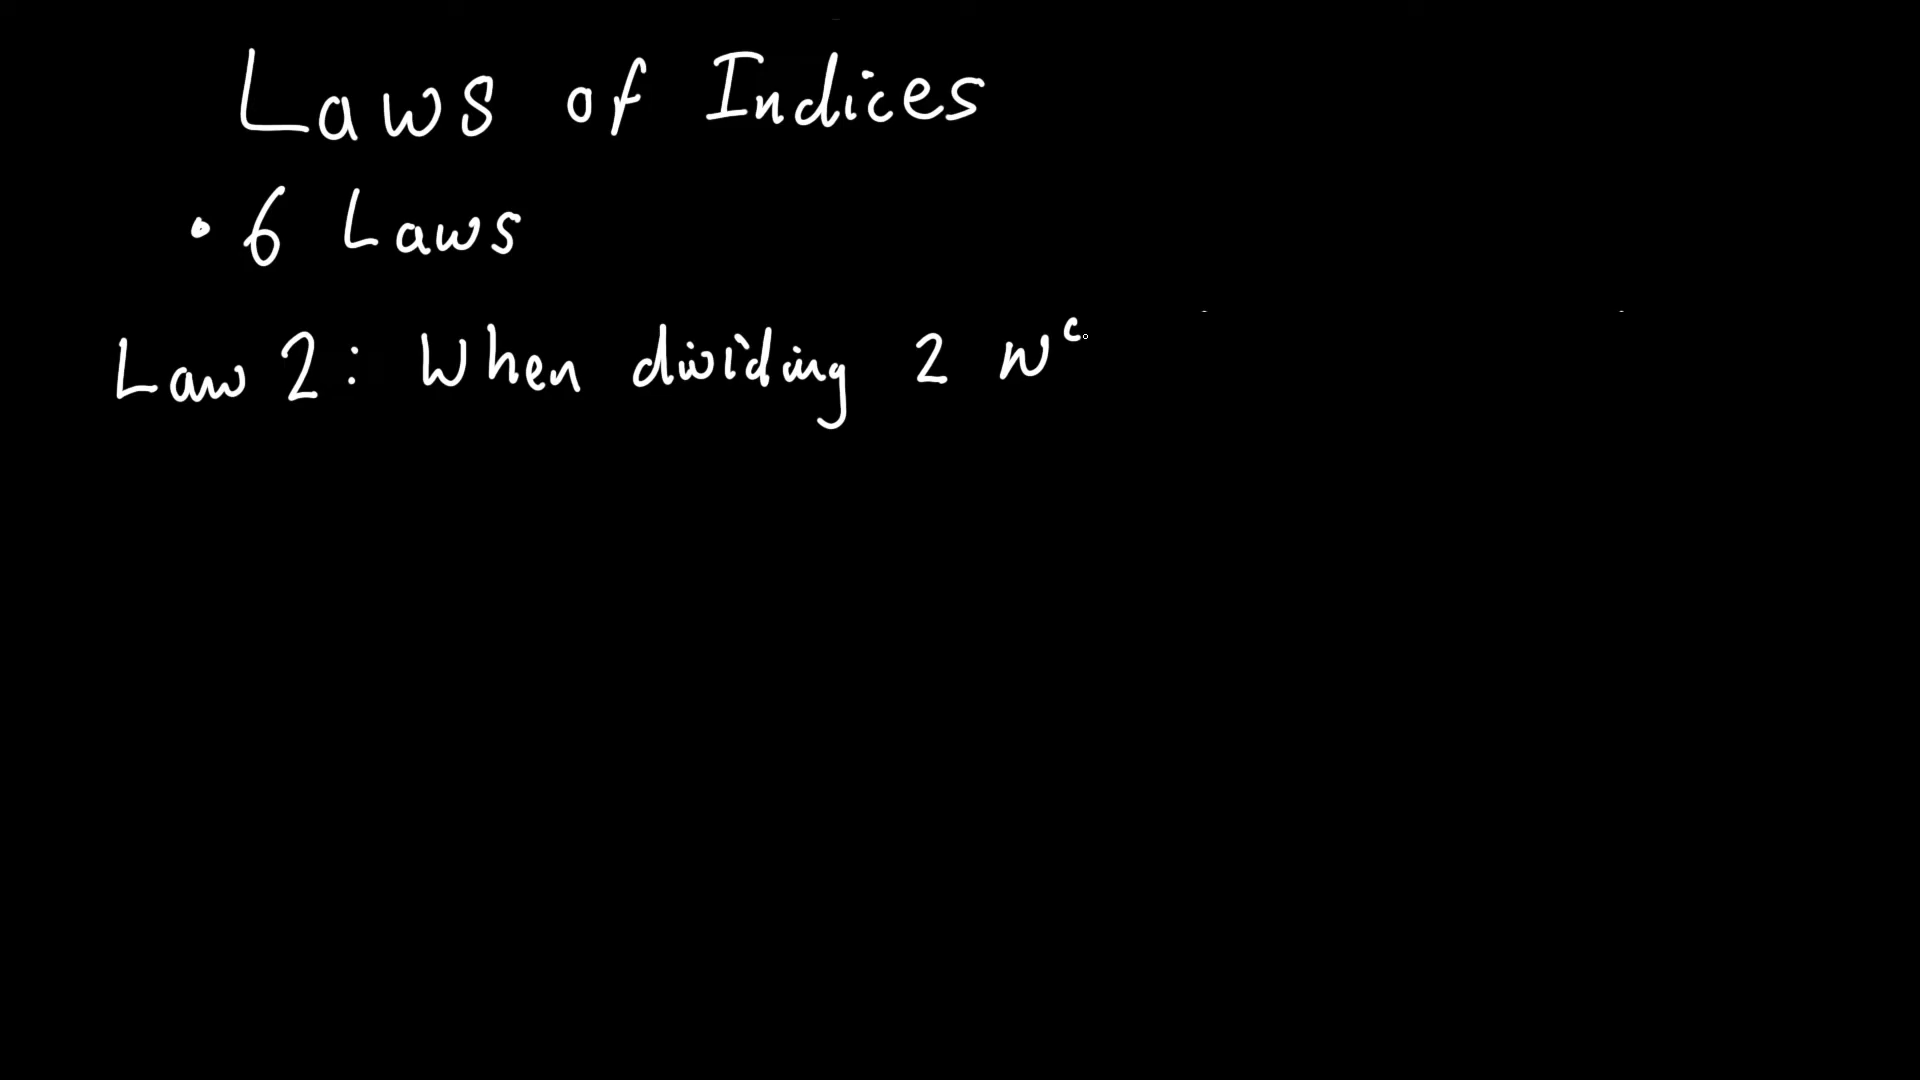 Laws of Indices
• 6 Laws
Law 2: When dividing 2 N